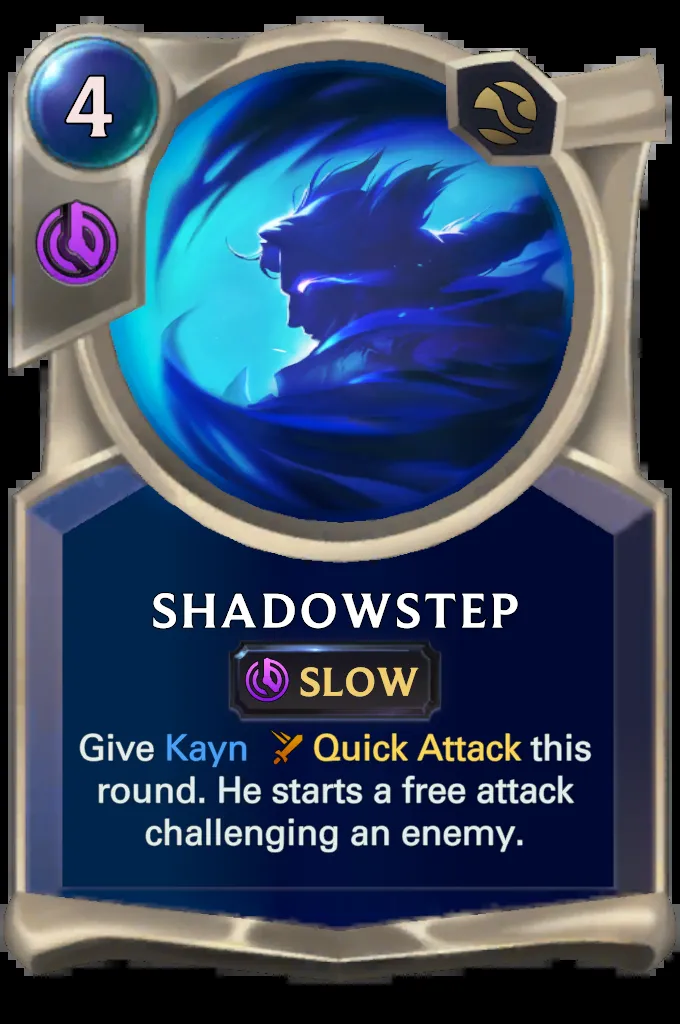 4
SHADOWSTEP
SLOW
Give Kayn Quick Attack this
round. He starts a free attack
challenging an enemy.